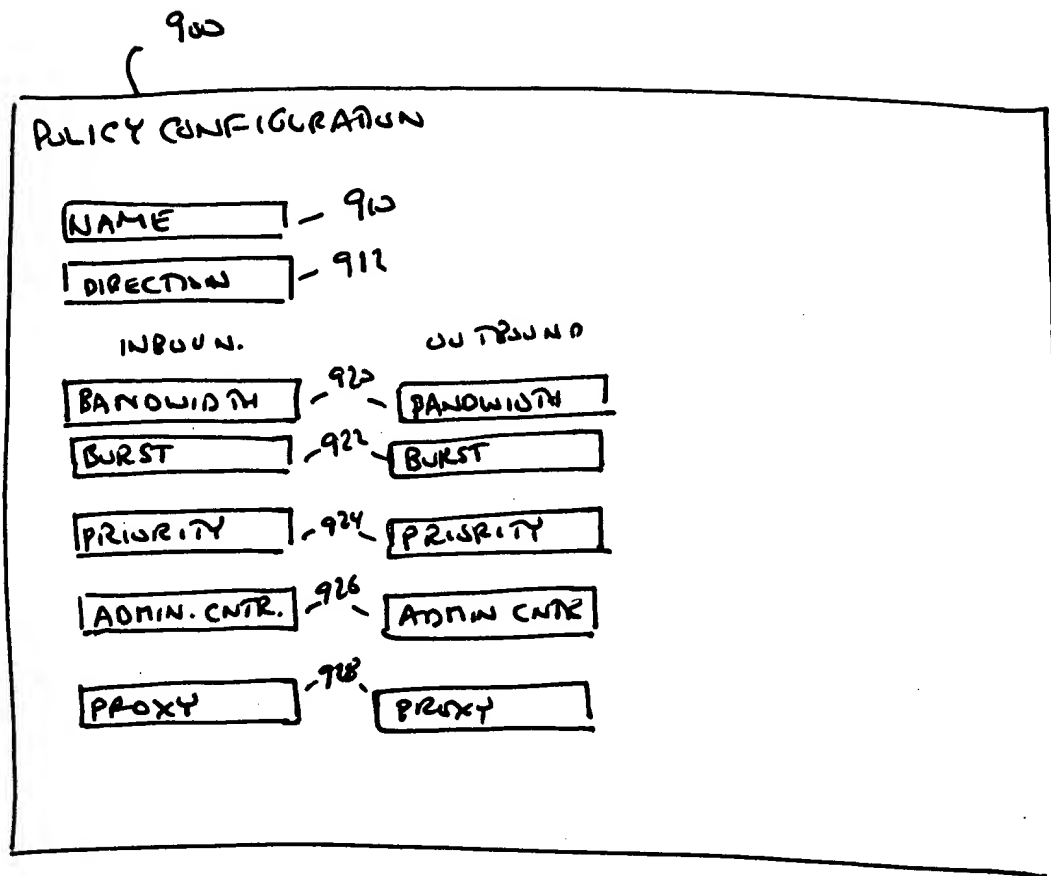 900
POLICY CONFIGURATION
NAME 910
DIRECTION 912
INBOUN. OUTBOUND
BANDWIDTH 920 BANDWIDTH
BURST 922 BURST
PRIORITY 924 PRIORITY
ADMIN. CNTR. 926 ADMIN CNTR
PROXY 928 PROXY